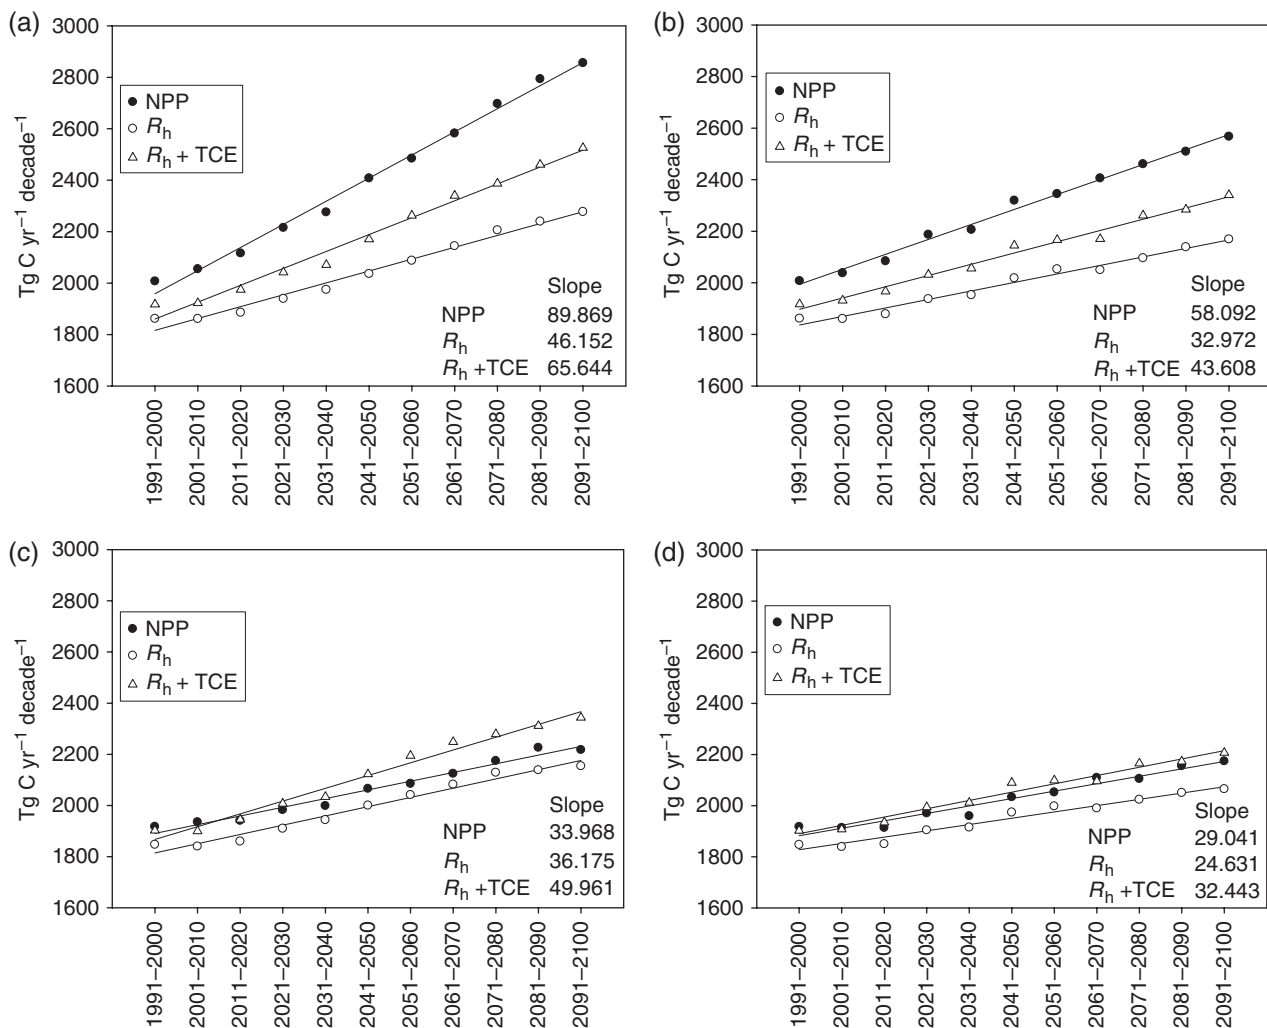 (a)
Tg C yr−1 decade−1
3000
2800
2600
2400
2200
2000
1800
1600
NPP
Rh
Rh + TCE
Slope
NPP 89.869
Rh 46.152
Rh +TCE 65.644
1991–2000
2001–2010
2011–2020
2021–2030
2031–2040
2041–2050
2051–2060
2061–2070
2071–2080
2081–2090
2091–2100
(b)
Tg C yr−1 decade−1
3000
2800
2600
2400
2200
2000
1800
1600
NPP
Rh
Rh + TCE
Slope
NPP 58.092
Rh 32.972
Rh +TCE 43.608
1991–2000
2001–2010
2011–2020
2021–2030
2031–2040
2041–2050
2051–2060
2061–2070
2071–2080
2081–2090
2091–2100
(c)
Tg C yr−1 decade−1
3000
2800
2600
2400
2200
2000
1800
1600
NPP
Rh
Rh + TCE
Slope
NPP 33.968
Rh 36.175
Rh +TCE 49.961
1991–2000
2001–2010
2011–2020
2021–2030
2031–2040
2041–2050
2051–2060
2061–2070
2071–2080
2081–2090
2091–2100
(d)
Tg C yr−1 decade−1
3000
2800
2600
2400
2200
2000
1800
1600
NPP
Rh
Rh + TCE
Slope
NPP 29.041
Rh 24.631
Rh +TCE 32.443
1991–2000
2001–2010
2011–2020
2021–2030
2031–2040
2041–2050
2051–2060
2061–2070
2071–2080
2081–2090
2091–2100